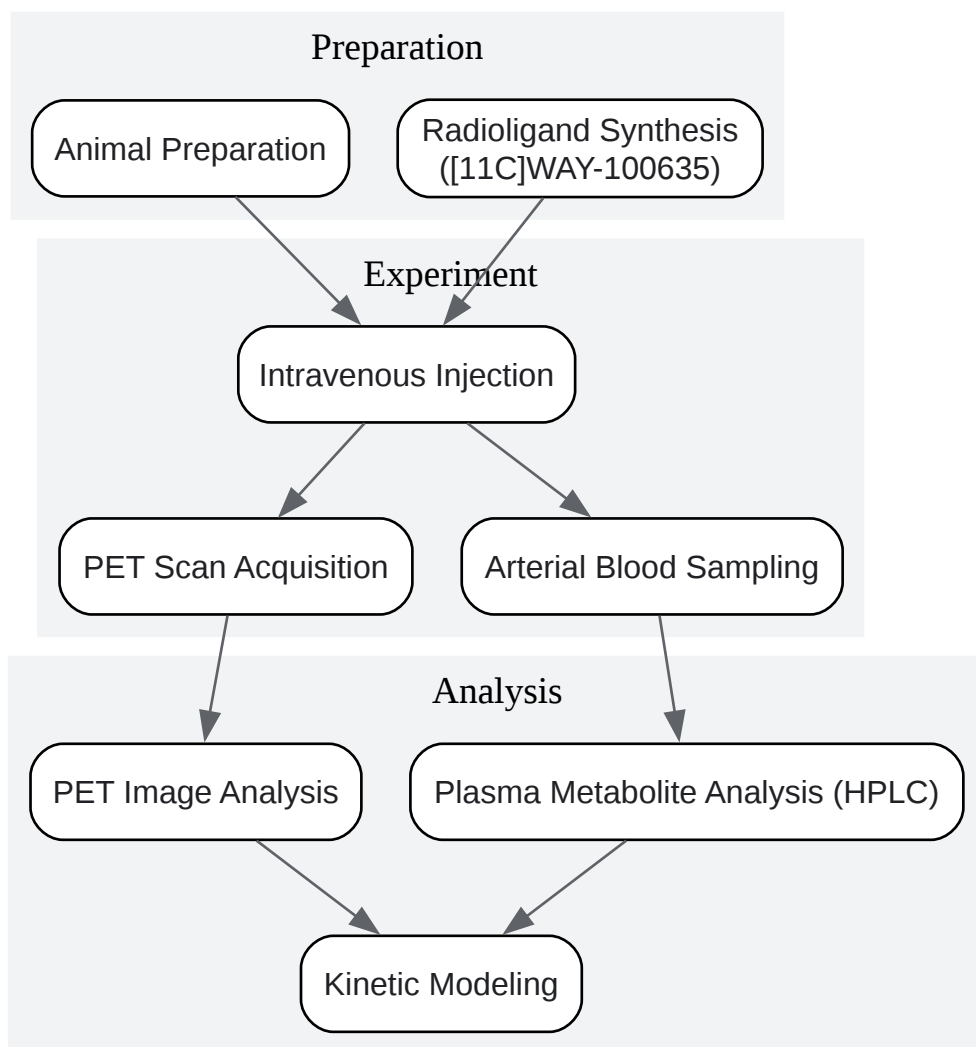 Preparation
Animal Preparation
Radioligand Synthesis
([11C]WAY-100635)
Experiment
Intravenous Injection
PET Scan Acquisition
Arterial Blood Sampling
Analysis
PET Image Analysis
Plasma Metabolite Analysis (HPLC)
Kinetic Modeling